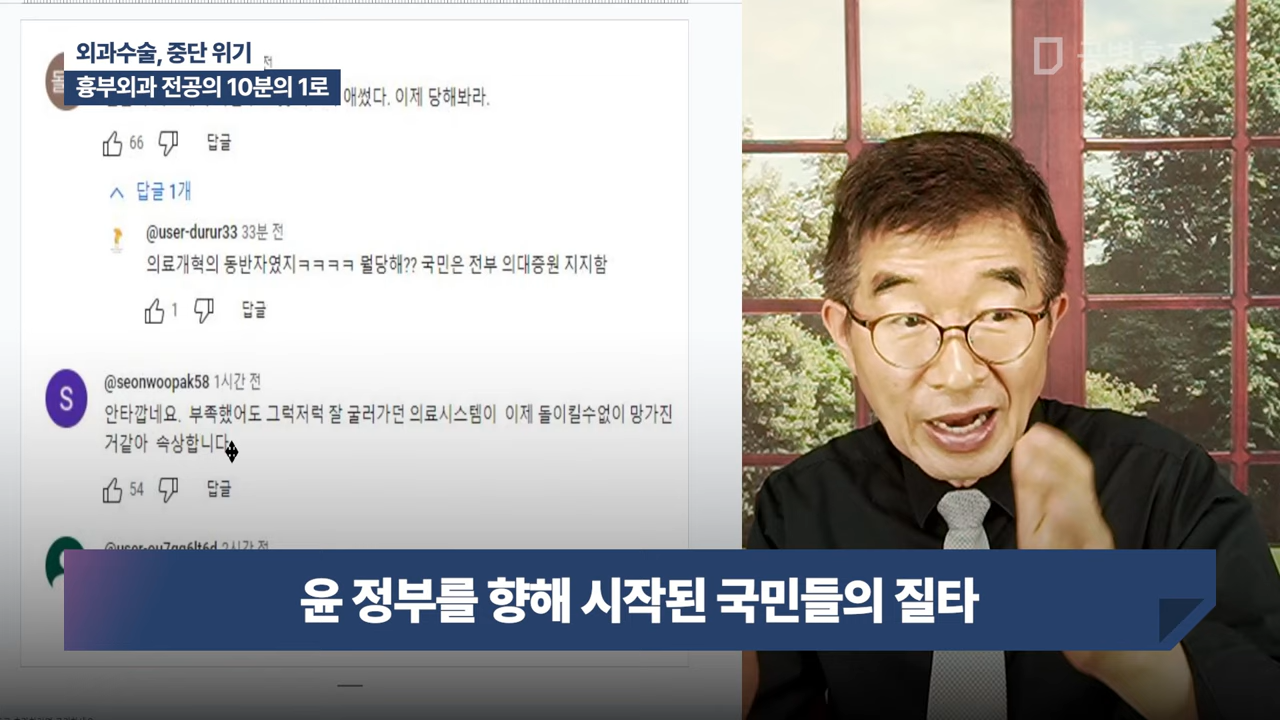 외과수술, 중단 위기
흉부외과 전공의 10분의 1로
전
애썼다. 이제 당해봐라.
66 답글
답글 1개
@user-durur33 33분 전
의료개혁의 동반자였지ㅋㅋㅋㅋ 뭘당해?? 국민은 전부 의대증원 지지함
1 답글
S
@seonwoopak58 1시간 전
안타깝네요. 부족했어도 그럭저럭 잘 굴러가던 의료시스템이 이제 돌이킬수없이 망가진
거같아 속상합니다
54 답글
2시간 전
윤 정부를 향해 시작된 국민들의 질타